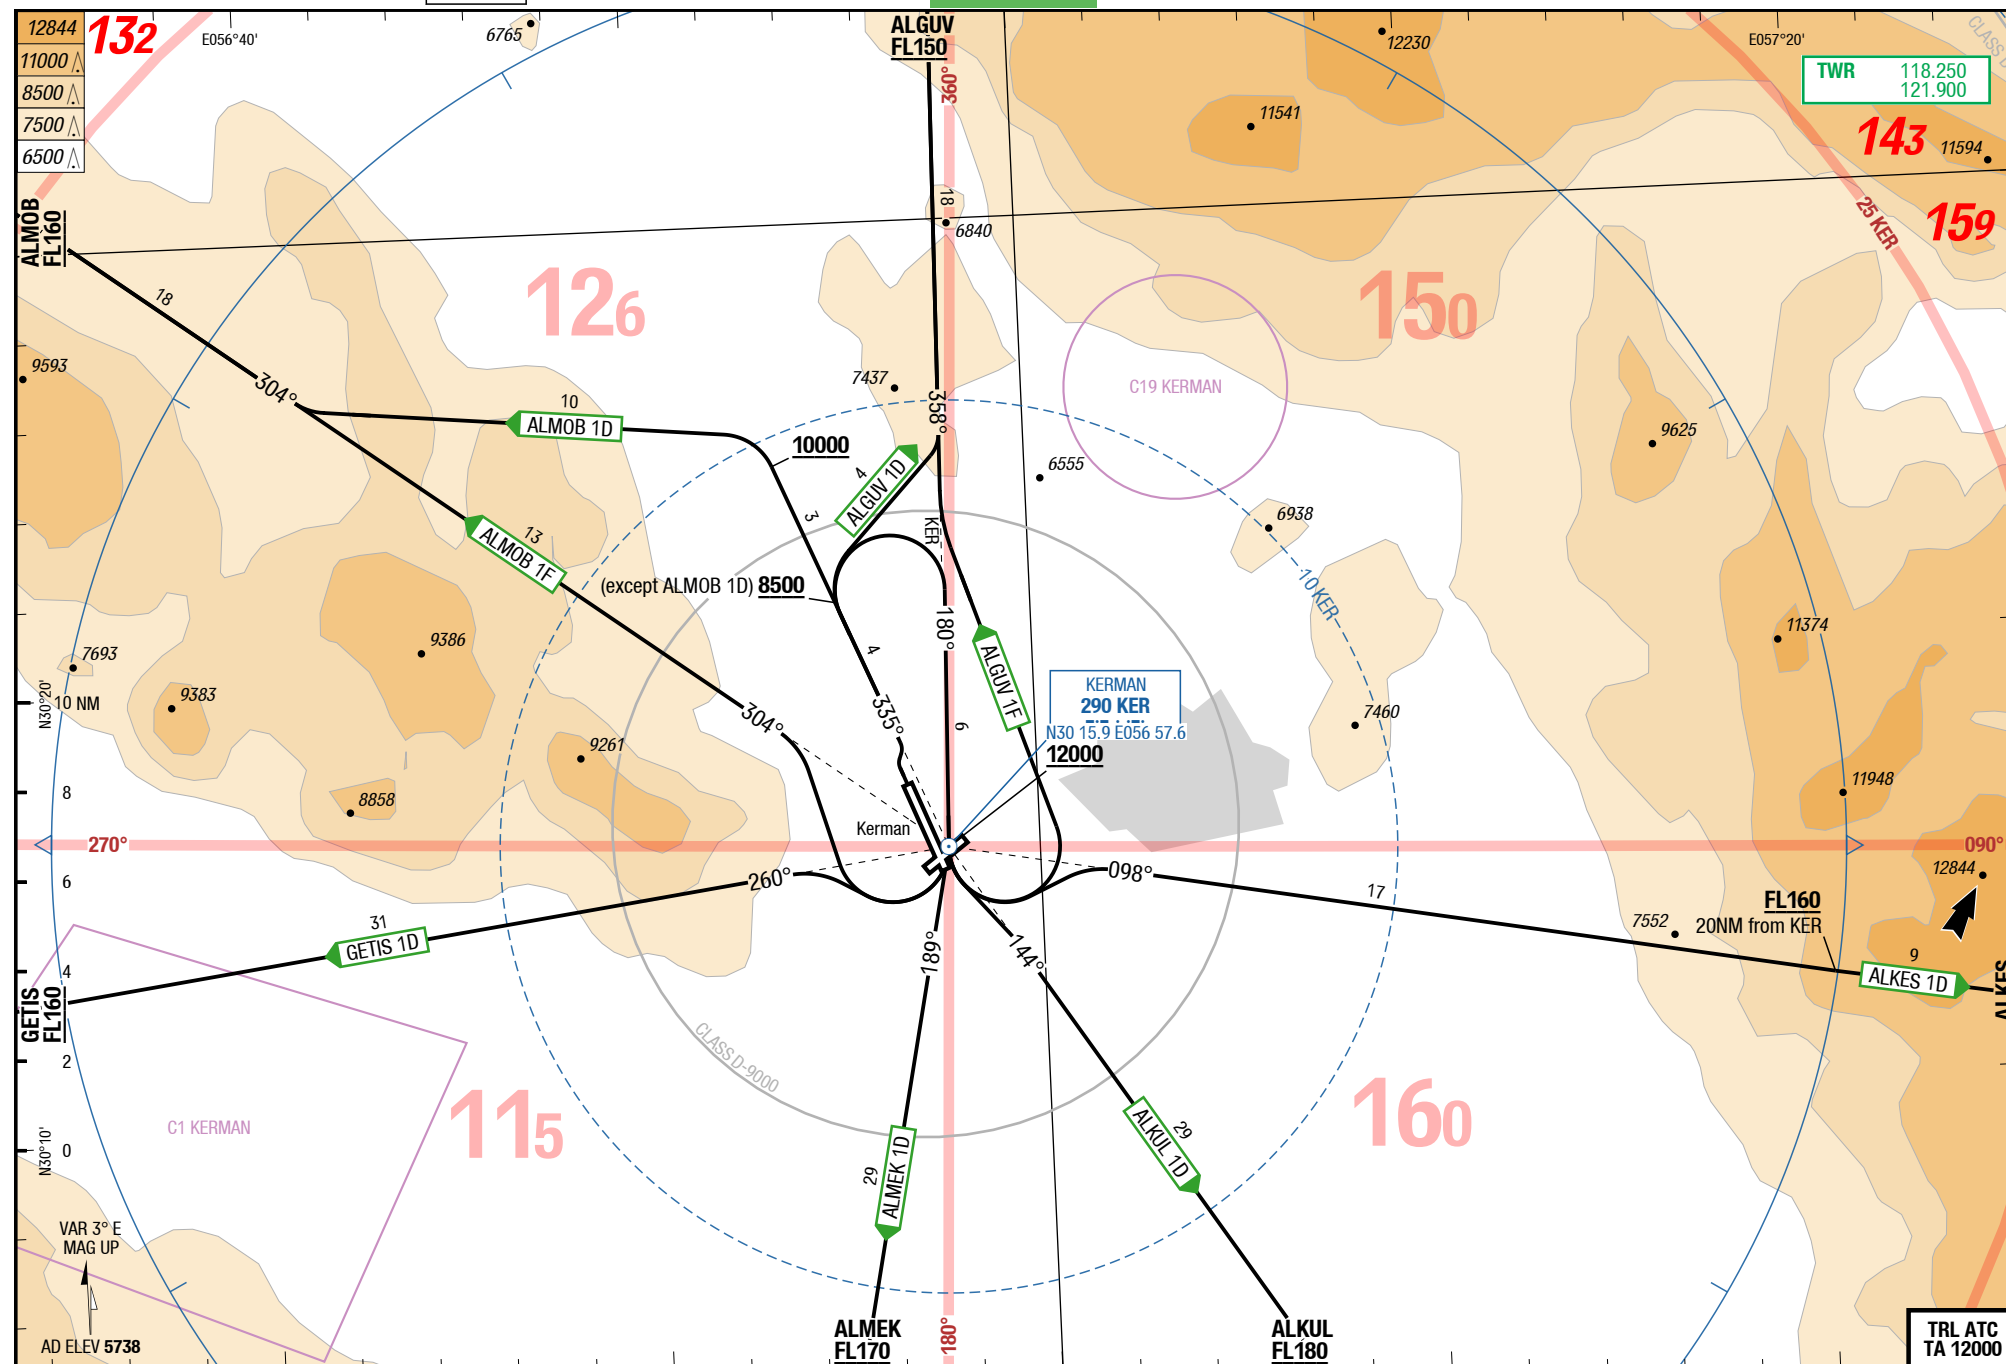 12844
11000
8500
7500
6500
132
E056°40'
6765
ALGUV
FL150
360°
12230
E057°20'
CLASS D
TWR 118.250
121.900
11541
143
11594
159
25 KER
ALMOB
FL160
18
6840
18
126
150
9593
304°
10
ALMOB 1D
7437
358°
C19 KERMAN
10000
9625
4
ALGUV 1D
6555
3
KER
6938
13
ALMOB 1F
(except ALMOB 1D) 8500
10 KER
180°
11374
9386
7693
4
ALGUV 1F
9383
N30°20'
10 NM
304°
335°
6
KERMAN
290 KER
N30 15.9 E056 57.6
12000
7460
9261
8
8858
11948
Kerman
270°
090°
6
260°
098°
12844
17
FL160
20NM from KER
7552
31
GETIS 1D
189°
144°
9
ALKES 1D
ALKES
4
GETIS
FL160
2
CLASS D-9000
C1 KERMAN
115
160
N30°10'
0
29
ALMEK 1D
29
ALKUL 1D
VAR 3° E
MAG UP
AD ELEV 5738
ALMEK
FL170
180°
ALKUL
FL180
TRL ATC
TA 12000